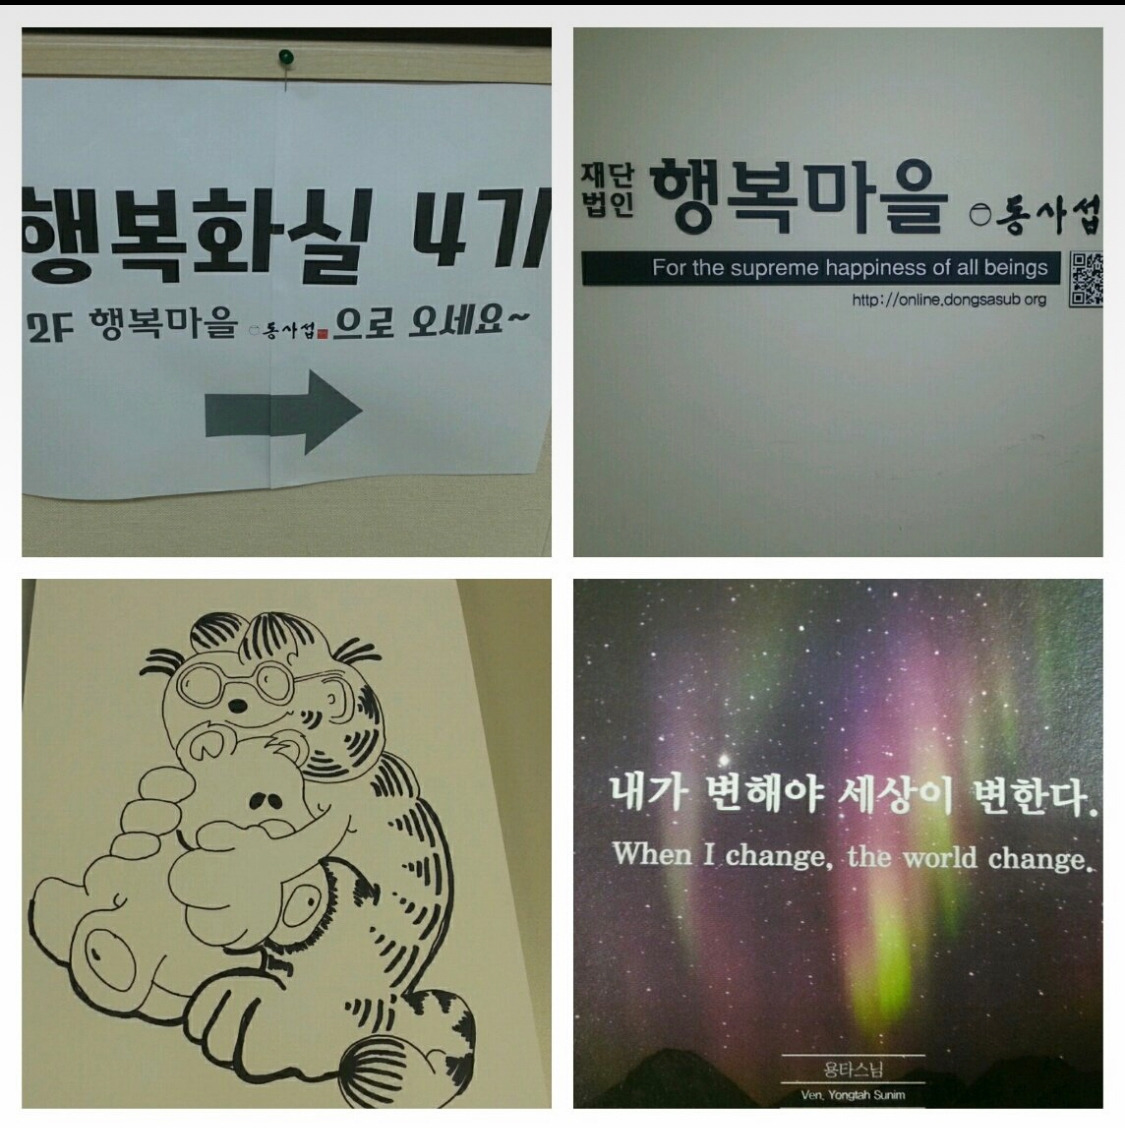 행복화실 4기
2F 행복마을 동사섭으로 오세요~
재단
법인
행복마을 동사섭
For the supreme happiness of all beings
http://online.dongsasub org
내가 변해야 세상이 변한다.
When I change, the world change.
용타스님
Ven. Yongtah Sunim